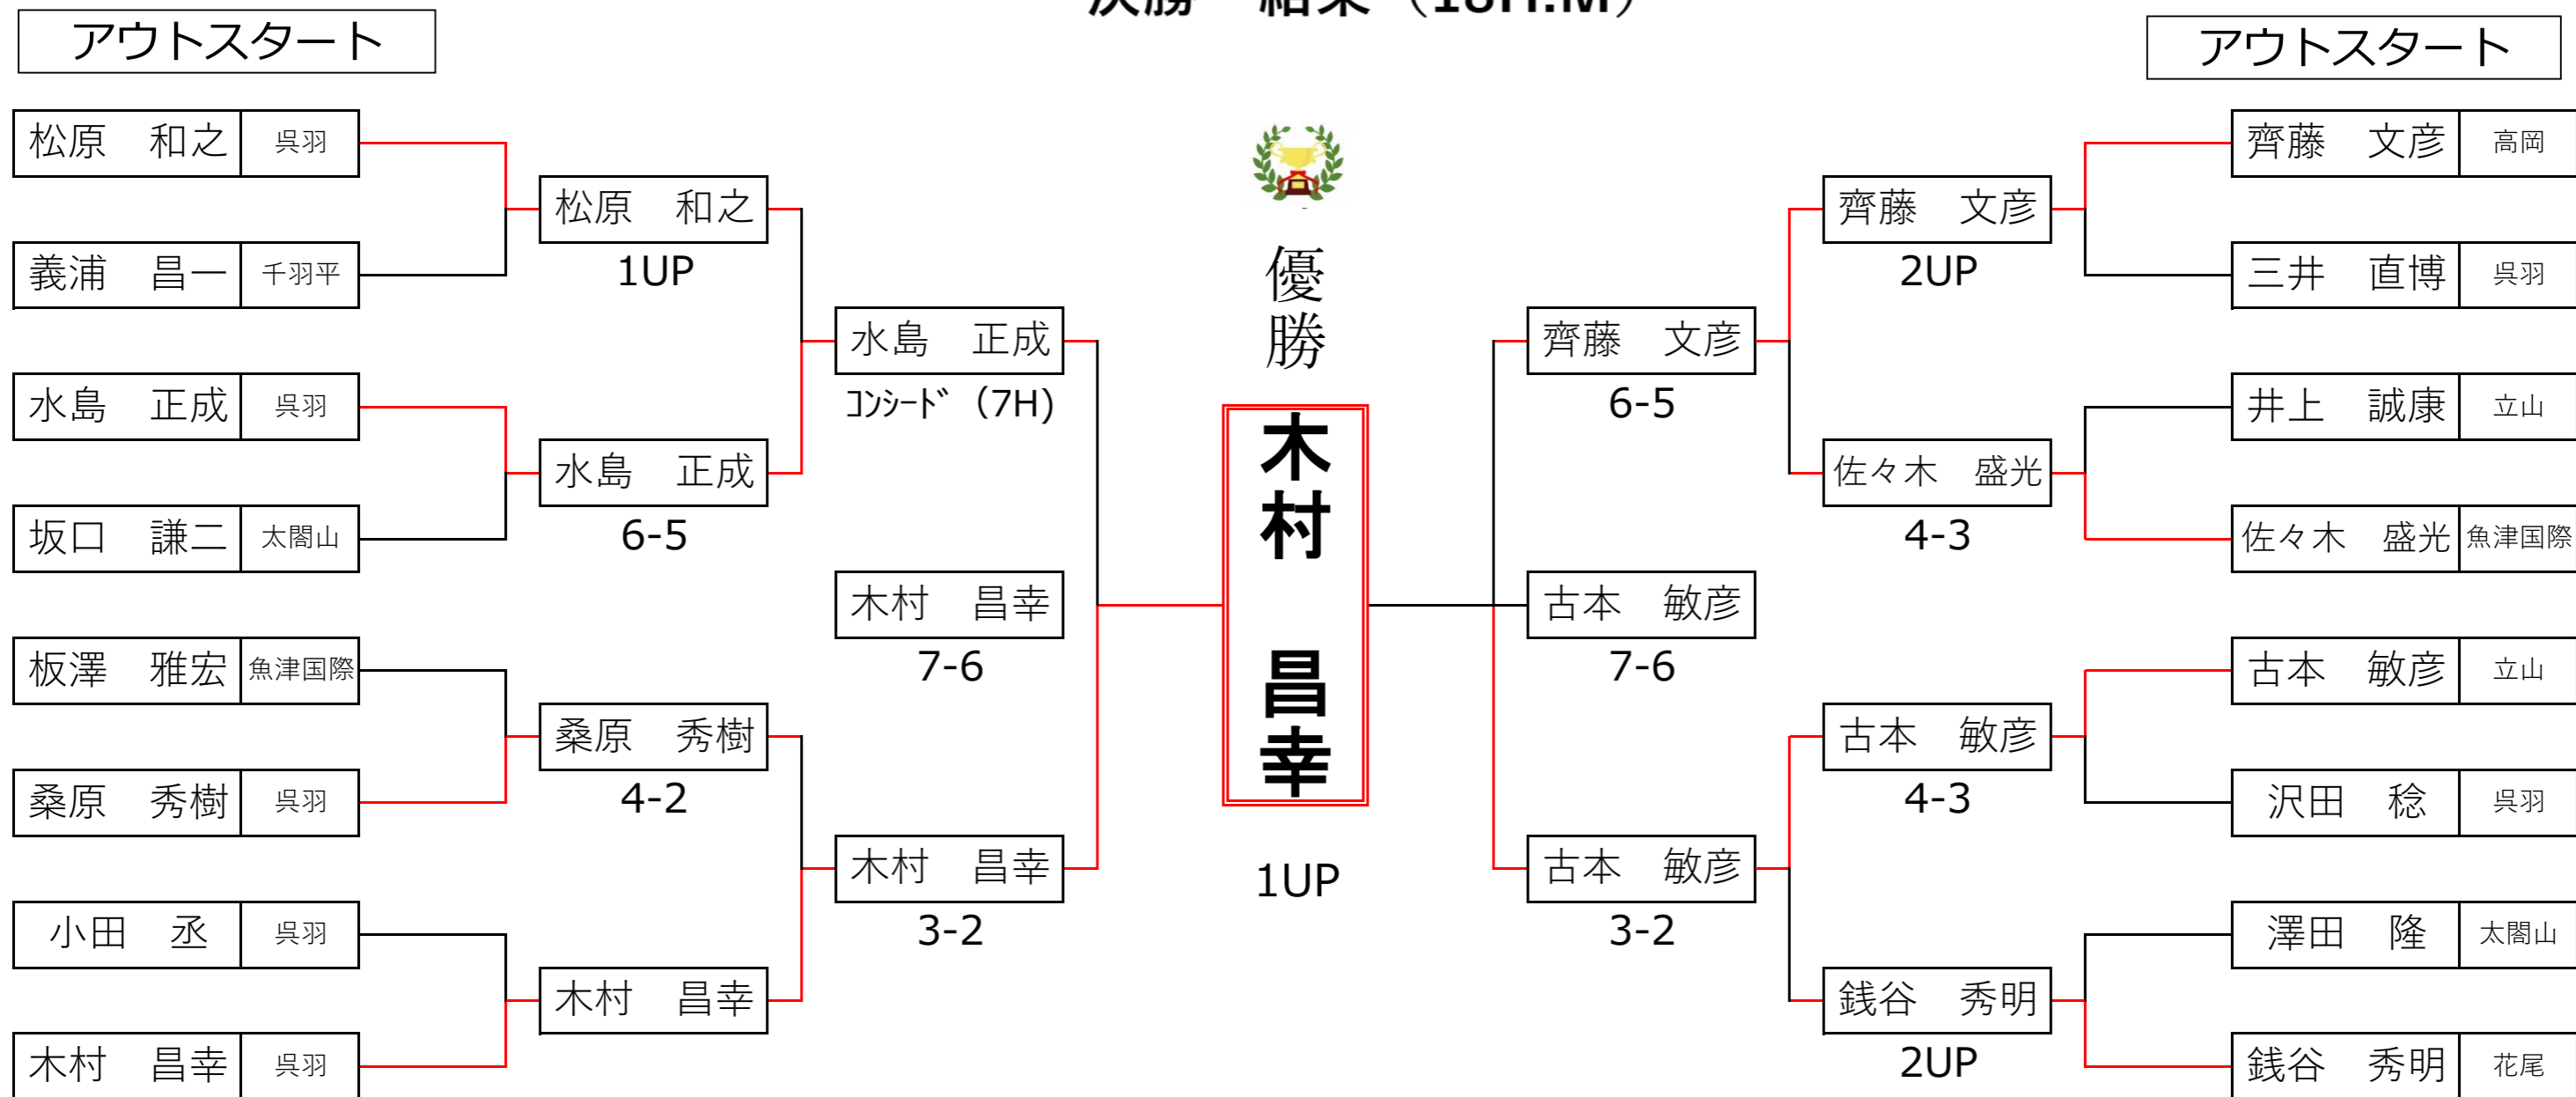 決勝　結果（18H.M）
アウトスタート
アウトスタート
松原　和之　呉羽
義浦　昌一　千羽平
水島　正成　呉羽
坂口　謙二　太閤山
板澤　雅宏　魚津国際
桑原　秀樹　呉羽
小田　丞　呉羽
木村　昌幸　呉羽
松原　和之
1UP
水島　正成
6-5
桑原　秀樹
4-2
木村　昌幸
水島　正成
ｺﾝｼｰﾄﾞ（7H）
木村　昌幸
7-6
木村　昌幸
3-2
優勝
木村　昌幸
1UP
齊藤　文彦
6-5
古本　敏彦
7-6
古本　敏彦
3-2
齊藤　文彦
2UP
佐々木　盛光
4-3
古本　敏彦
4-3
銭谷　秀明
2UP
齊藤　文彦　高岡
三井　直博　呉羽
井上　誠康　立山
佐々木　盛光　魚津国際
古本　敏彦　立山
沢田　稔　呉羽
澤田　隆　太閤山
銭谷　秀明　花尾